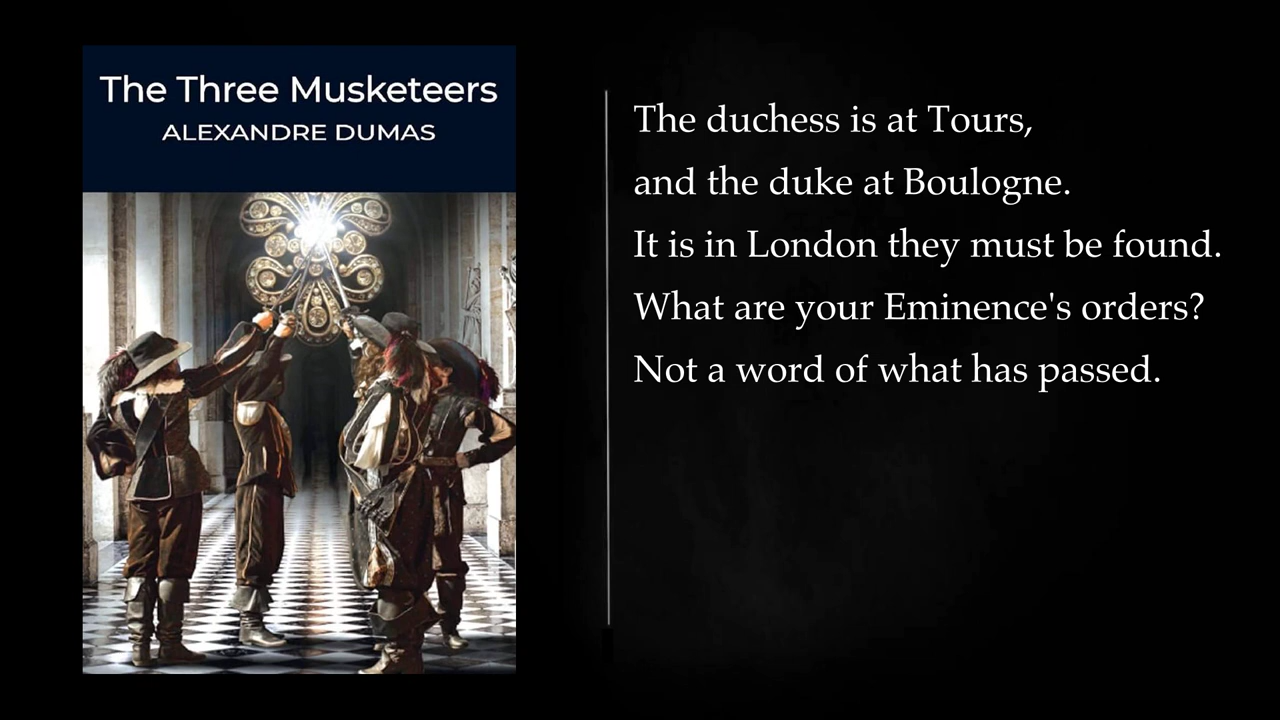 The Three Musketeers
ALEXANDRE DUMAS
The duchess is at Tours,
and the duke at Boulogne.
It is in London they must be found.
What are your Eminence's orders?
Not a word of what has passed.